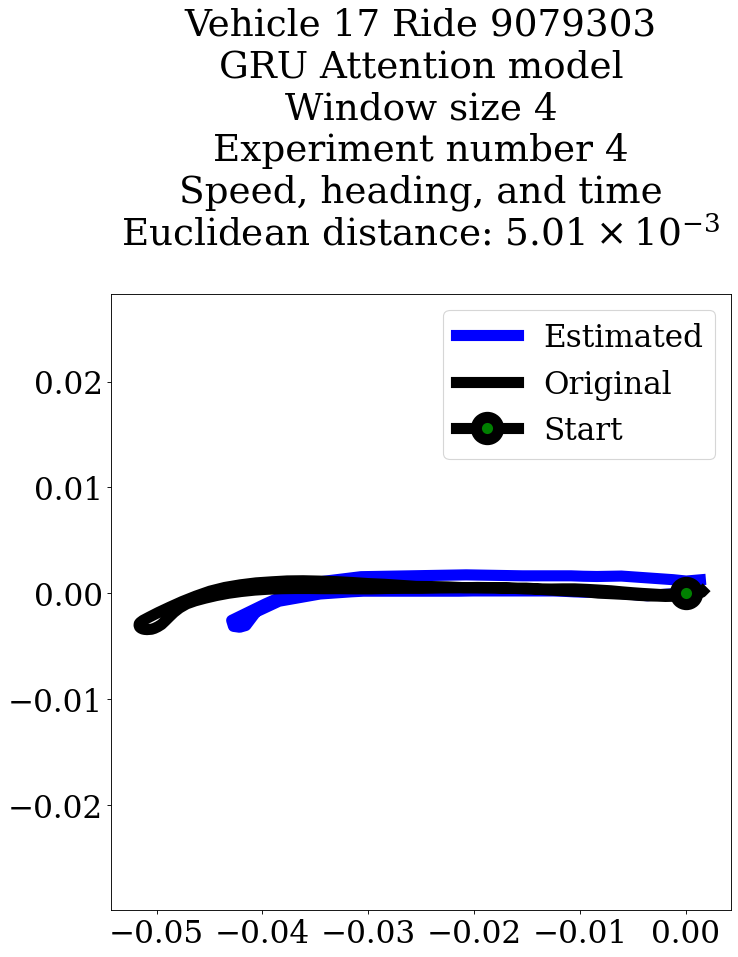 Vehicle 17 Ride 9079303
GRU Attention model
Window size 4
Experiment number 4
Speed, heading, and time
Euclidean distance: 5.01 × 10⁻³
Estimated
Original
Start
0.02
0.01
0.00
−0.01
−0.02
−0.05 −0.04 −0.03 −0.02 −0.01 0.00